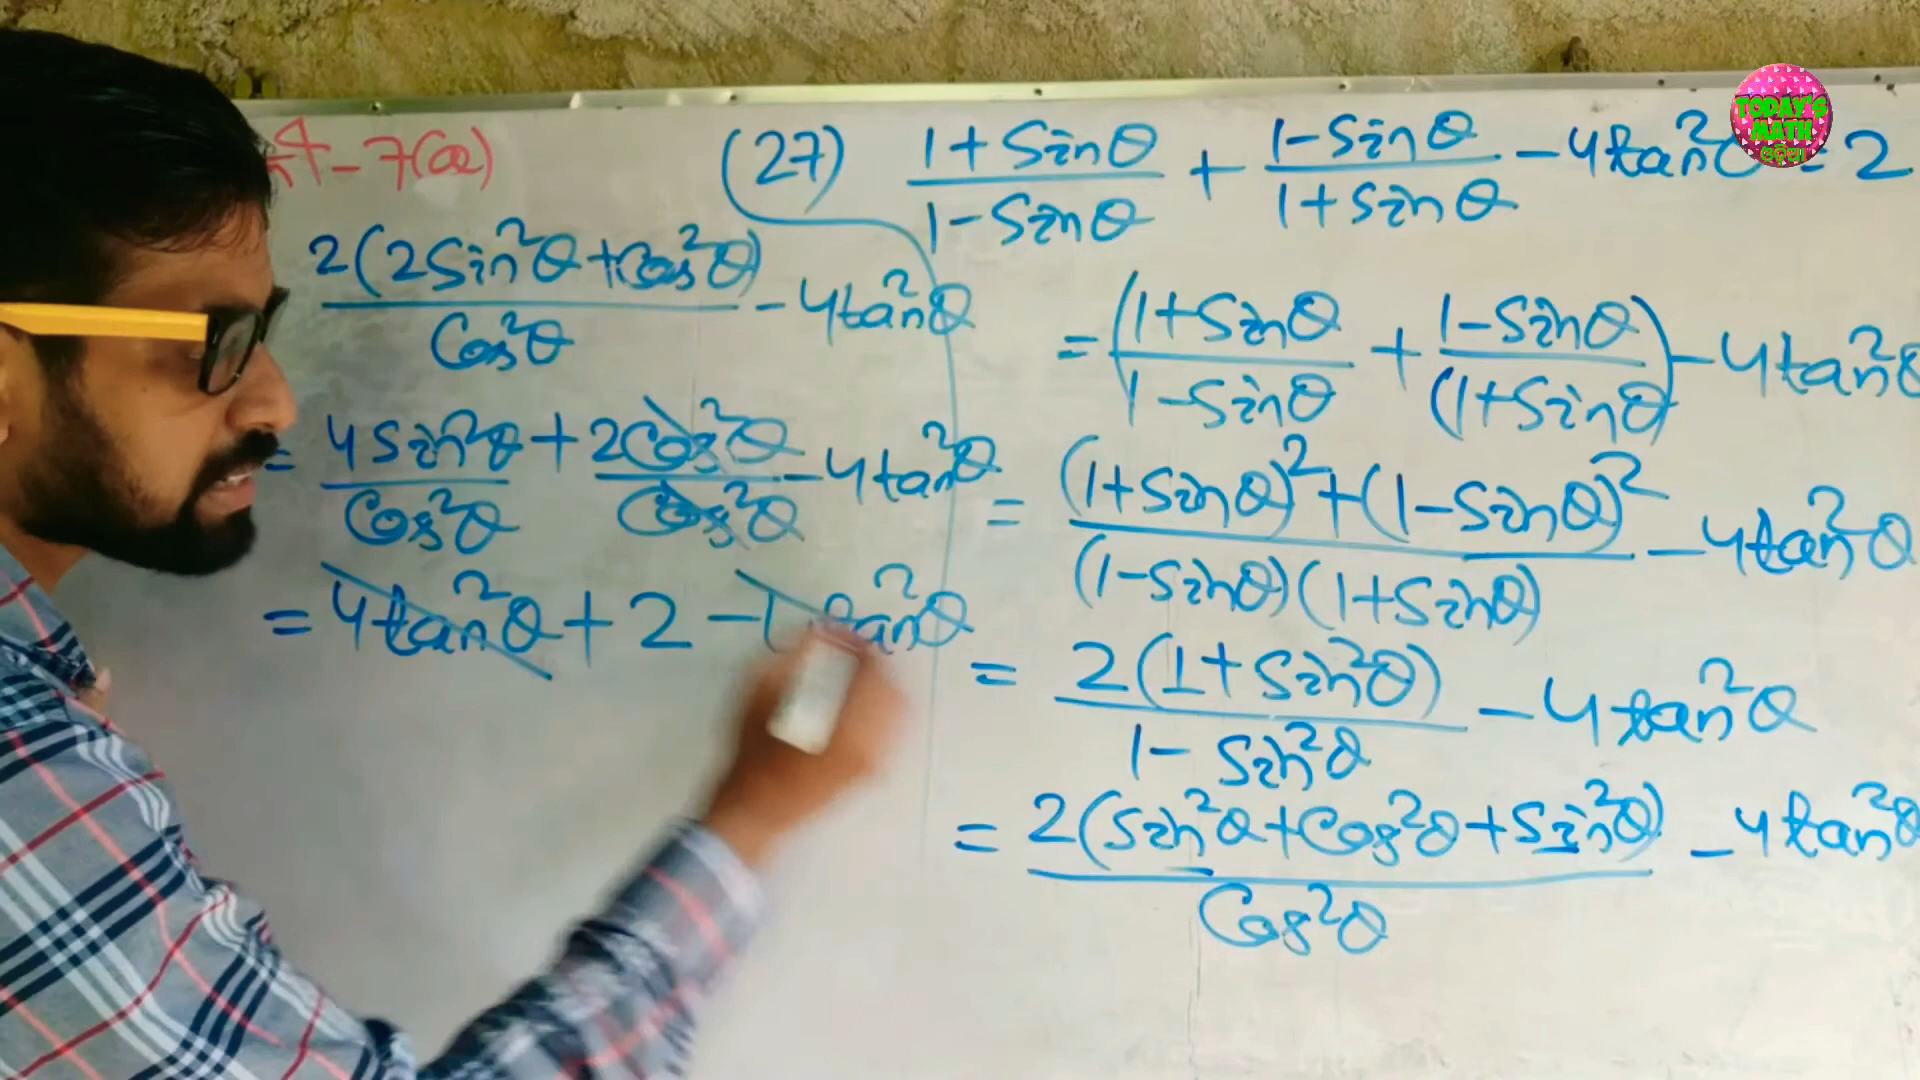 (27) 1+Sinθ/1-Sinθ + 1-Sinθ/1+Sinθ - 4tan²θ = 2
= (1+Sinθ/1-Sinθ + 1-Sinθ/(1+Sinθ) - 4tan²θ
= (1+Sinθ)²+(1-Sinθ)²/(1-Sinθ)(1+Sinθ) - 4tan²θ
= 2(1+Sin²θ)/1-Sin²θ - 4tan²θ
= 2(Sin²θ+Cos²θ+Sin²θ)/Cos²θ - 4tan²θ
- 7(a)
2(2Sin²θ+Cos²θ)/Cos²θ - 4tan²θ
= 4Sin²θ/Cos²θ + 2Cos²θ/Cos²θ - 4tan²θ
= 4tan²θ + 2 - 4tan²θ
TODAY'S
MATH
ଓଡ଼ିଆ